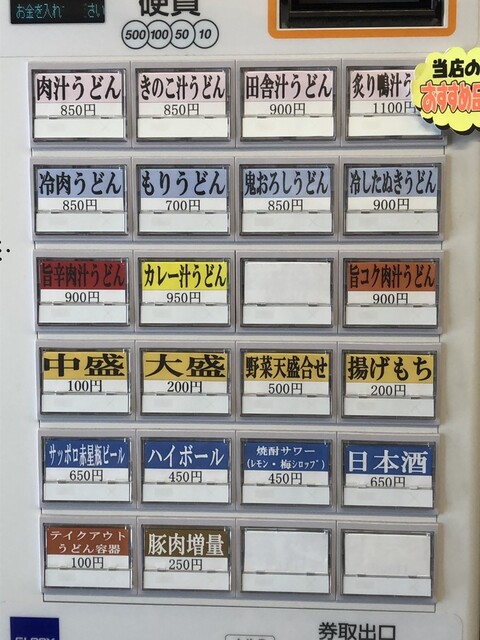 お金を入れ さい
硬貨
500 100 50 10
当店の
おすすめ品
肉汁うどん
850円
きのこ汁うどん
850円
田舎汁うどん
900円
炙り鴨汁う
1100円
冷肉うどん
850円
もりうどん
700円
鬼おろしうどん
850円
冷したぬきうどん
900円
旨辛肉汁うどん
900円
カレー汁うどん
950円
旨コク肉汁うどん
900円
中盛
100円
大盛
200円
野菜天盛合せ
500円
揚げもち
200円
サッポロ赤星瓶ビール
650円
ハイボール
450円
焼酎サワー
(レモン・梅シロップ)
450円
日本酒
650円
テイクアウト
うどん容器
100円
豚肉増量
250円
券取出口